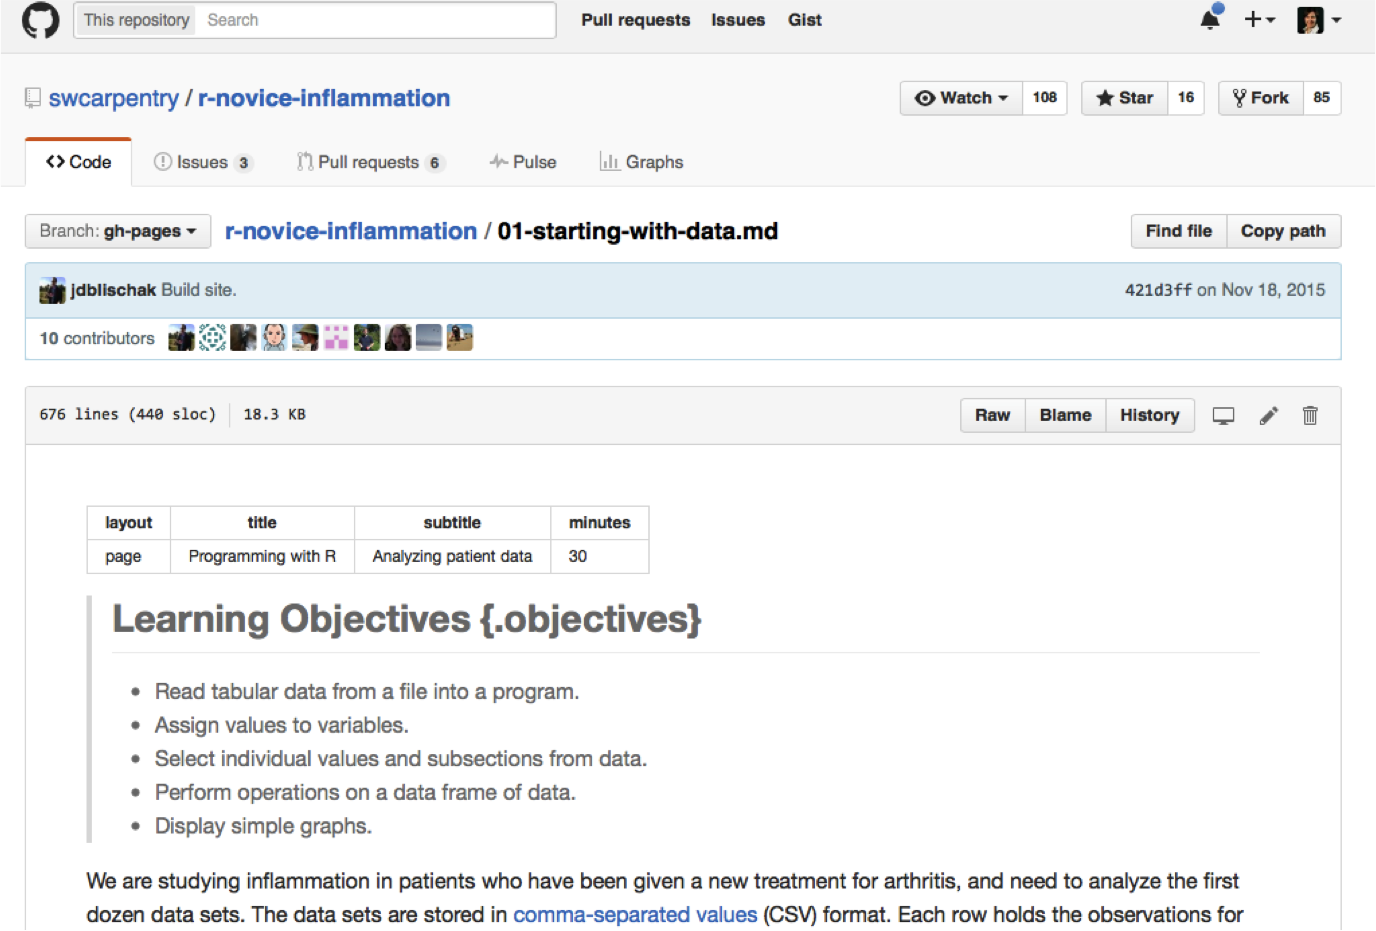 This repository Search Pull requests Issues Gist
swcarpentry / r-novice-inflammation Watch 108 Star 16 Fork 85
Code Issues 3 Pull requests 6 Pulse Graphs
Branch: gh-pages r-novice-inflammation / 01-starting-with-data.md Find file Copy path
jdblischak Build site. 421d3ff on Nov 18, 2015
10 contributors
676 lines (440 sloc) 18.3 KB Raw Blame History
layout title subtitle minutes
page Programming with R Analyzing patient data 30
Learning Objectives {.objectives}
• Read tabular data from a file into a program.
• Assign values to variables.
• Select individual values and subsections from data.
• Perform operations on a data frame of data.
• Display simple graphs.
We are studying inflammation in patients who have been given a new treatment for arthritis, and need to analyze the first
dozen data sets. The data sets are stored in comma-separated values (CSV) format. Each row holds the observations for